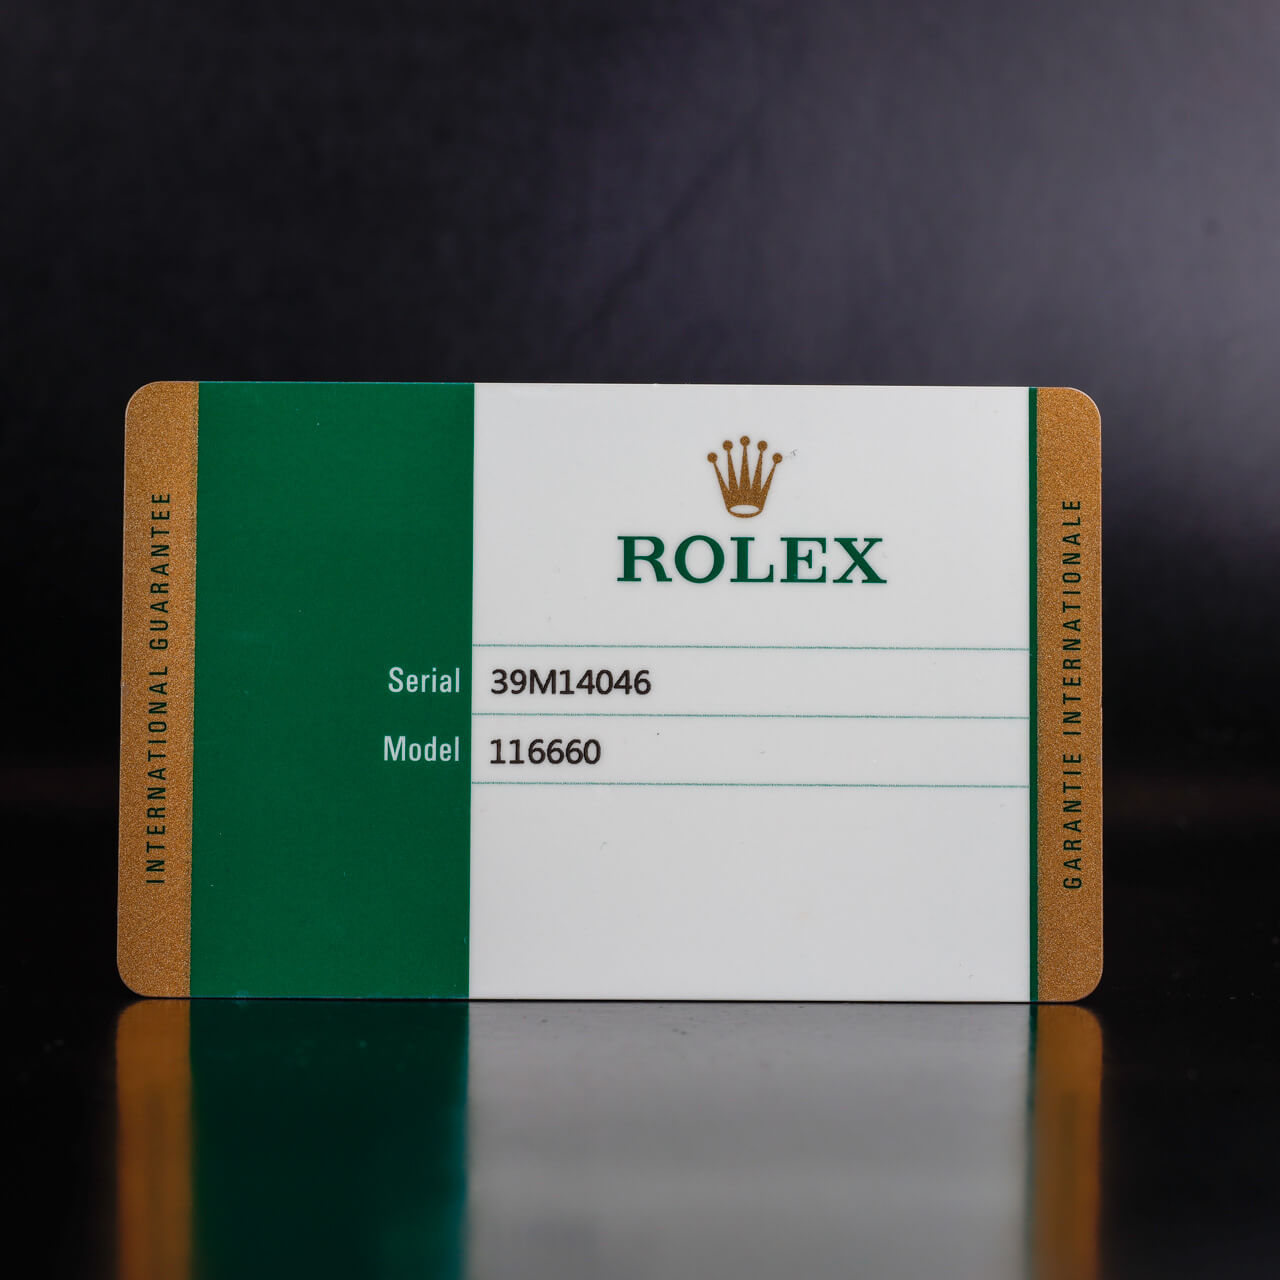 INTERNATIONAL GUARANTEE
ROLEX
Serial 39M14046
Model 116660
GARANTIE INTERNATIONALE